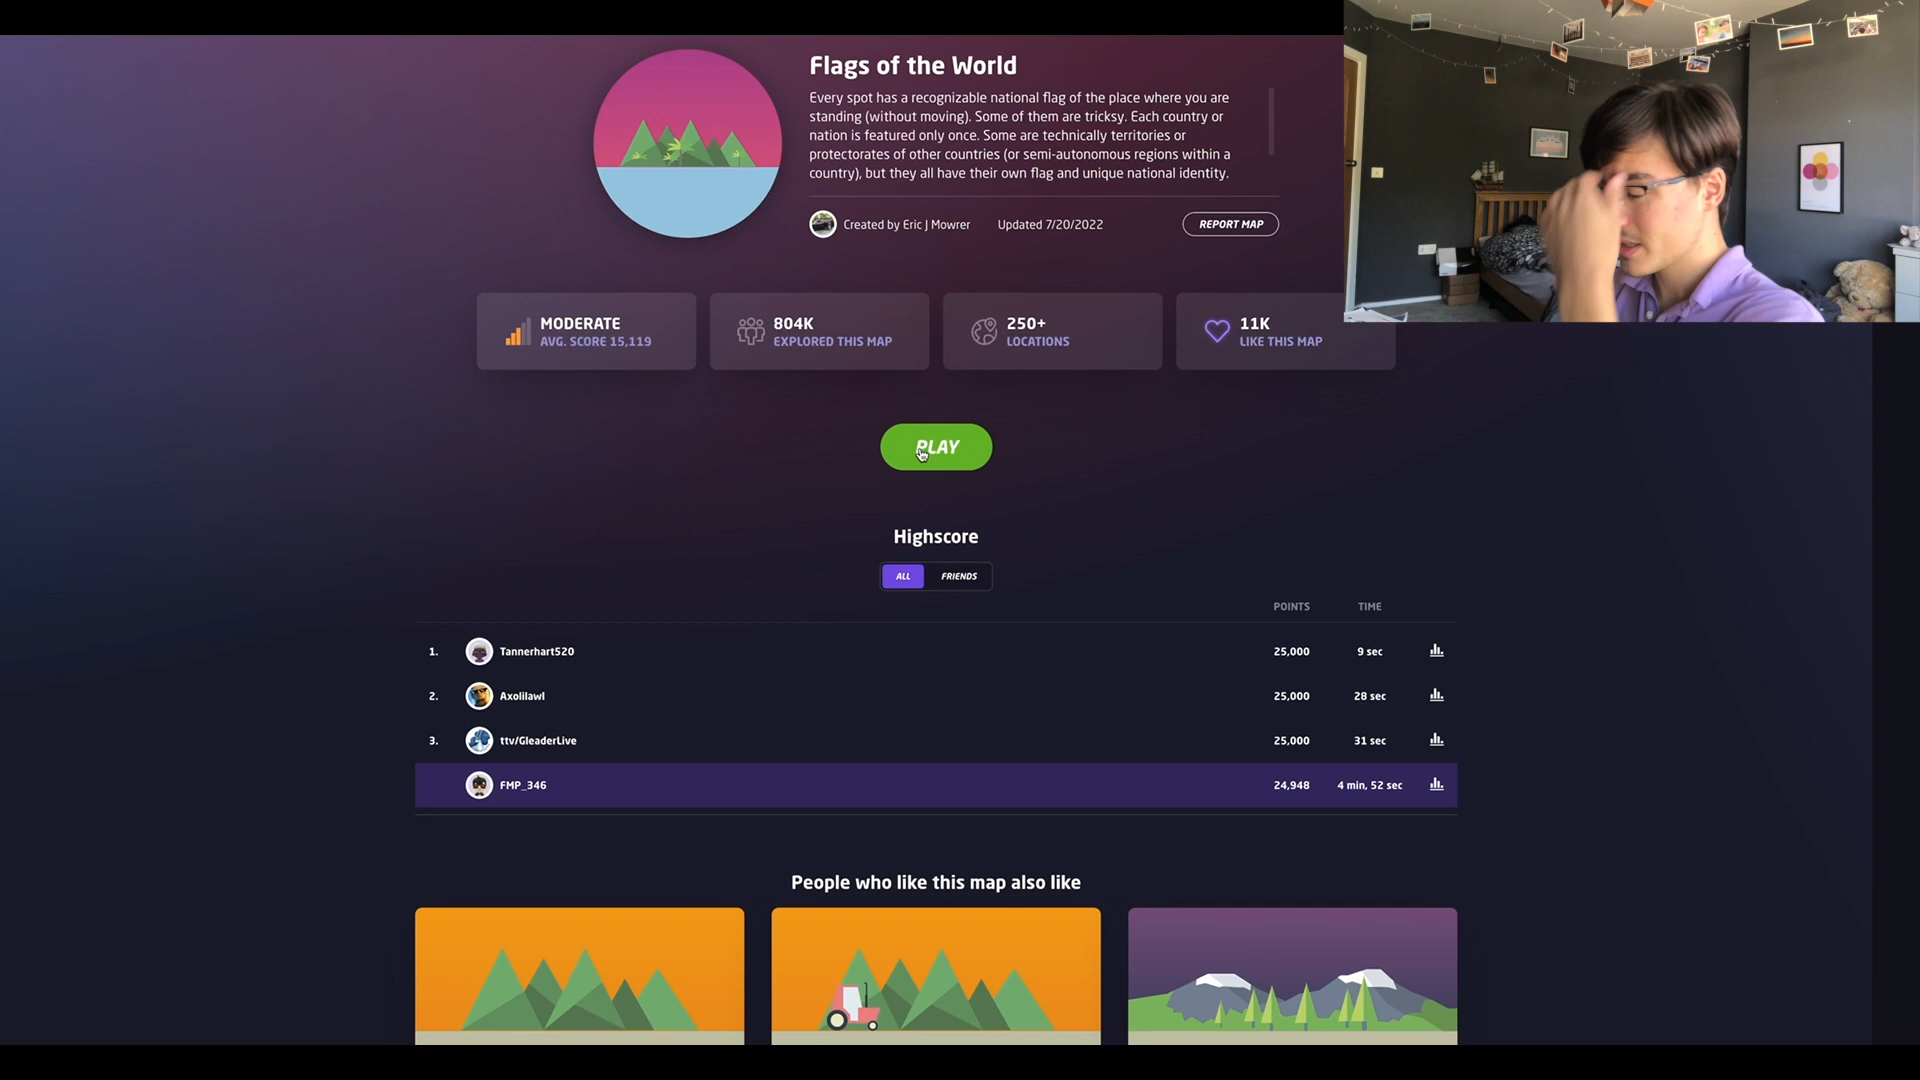 Flags of the World
Every spot has a recognizable national flag of the place where you are
standing (without moving). Some of them are tricksy. Each country or
nation is featured only once. Some are technically territories or
protectorates of other countries (or semi-autonomous regions within a
country), but they all have their own flag and unique national identity.
Created by Eric J Mowrer
Updated 7/20/2022
REPORT MAP
MODERATE
AVG. SCORE 15,119
804K
EXPLORED THIS MAP
250+
LOCATIONS
11K
LIKE THIS MAP
PLAY
Highscore
ALL
FRIENDS
POINTS TIME
1. Tannerhart520 25,000 9 sec
2. Axolilawl 25,000 28 sec
3. ttv/GleaderLive 25,000 31 sec
FMP_346 24,948 4 min, 52 sec
People who like this map also like